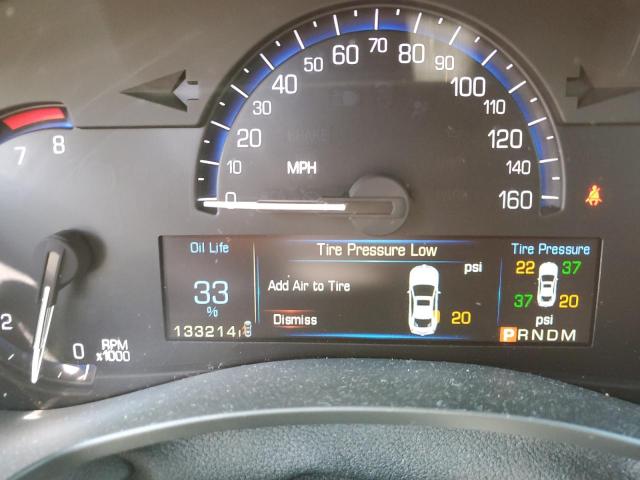 10 20 30 40 50 60 70 80 90 100 110 120 140 160
0
MPH
BRAKE
7 8
2 0
RPM
x1000
Oil Life
33
%
133214
Tire Pressure Low
psi
Add Air to Tire
Dismiss
20
Tire Pressure
22 37
37 20
psi
PRNDM